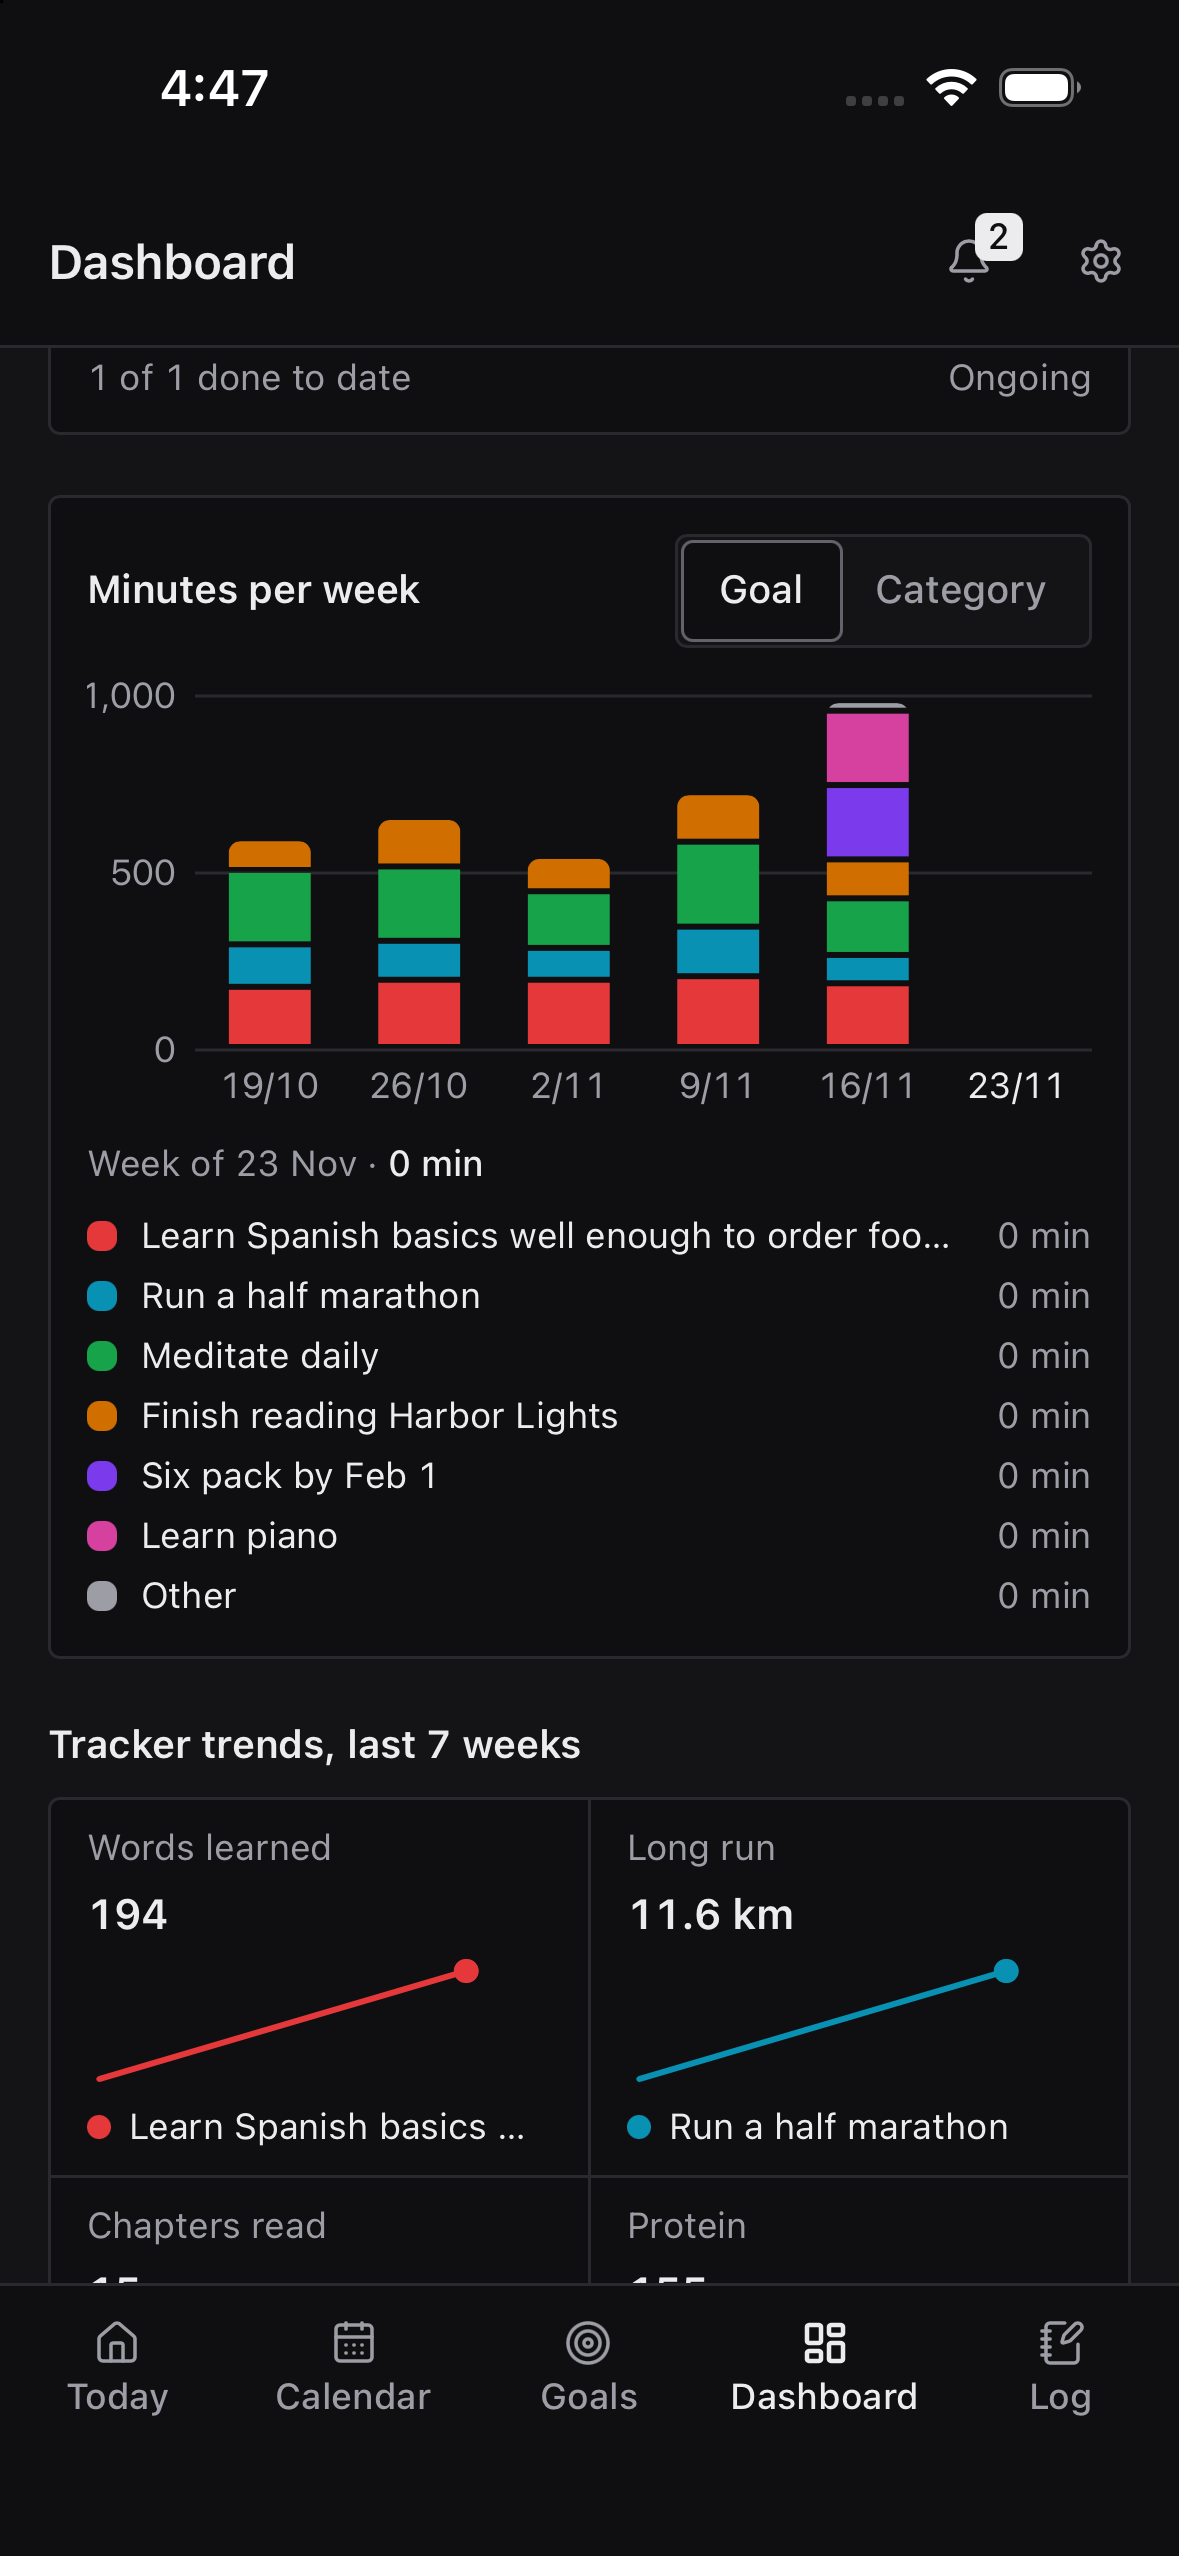 4:47
Dashboard
2
1 of 1 done to date
Ongoing
Minutes per week
Goal
Category
1,000
500
0
19/10
26/10
2/11
9/11
16/11
23/11
Week of 23 Nov · 0 min
Learn Spanish basics well enough to order foo... 0 min
Run a half marathon 0 min
Meditate daily 0 min
Finish reading Harbor Lights 0 min
Six pack by Feb 1 0 min
Learn piano 0 min
Other 0 min
Tracker trends, last 7 weeks
Words learned
194
Learn Spanish basics ...
Long run
11.6 km
Run a half marathon
Chapters read
Protein
Today
Calendar
Goals
Dashboard
Log